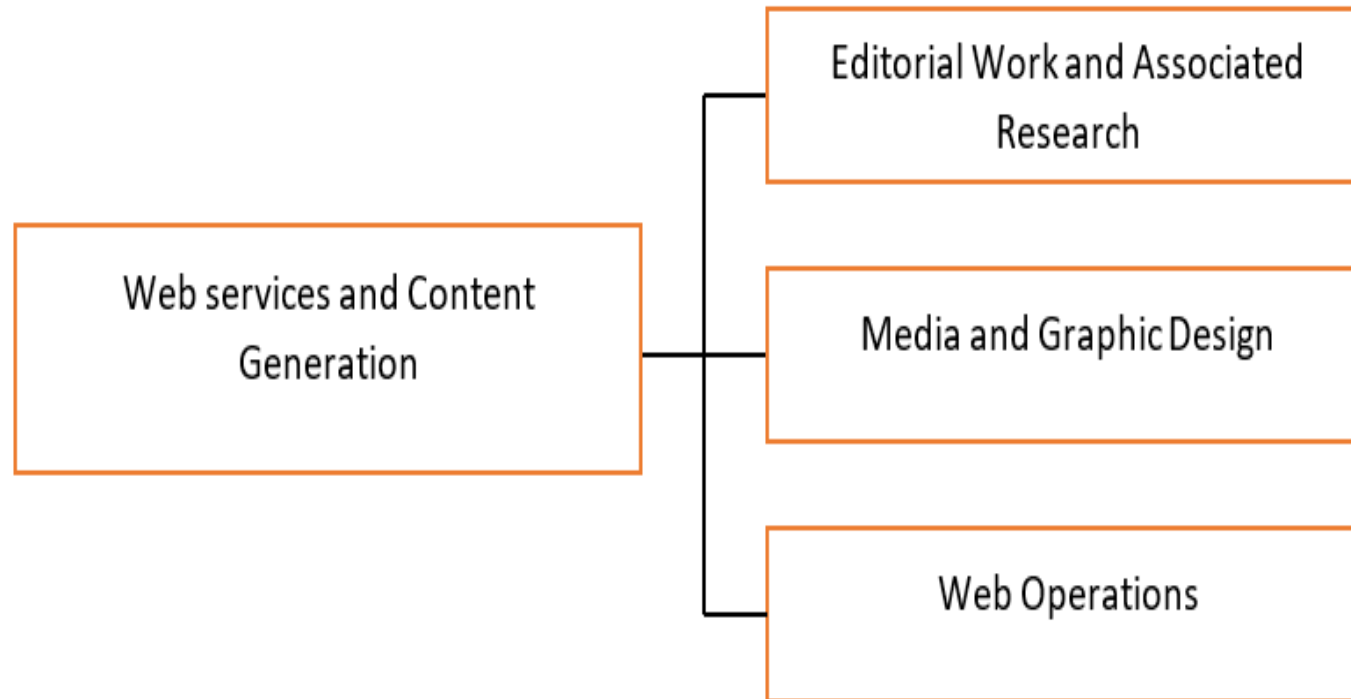 Editorial Work and Associated
Research
Web services and Content
Generation
Media and Graphic Design
Web Operations